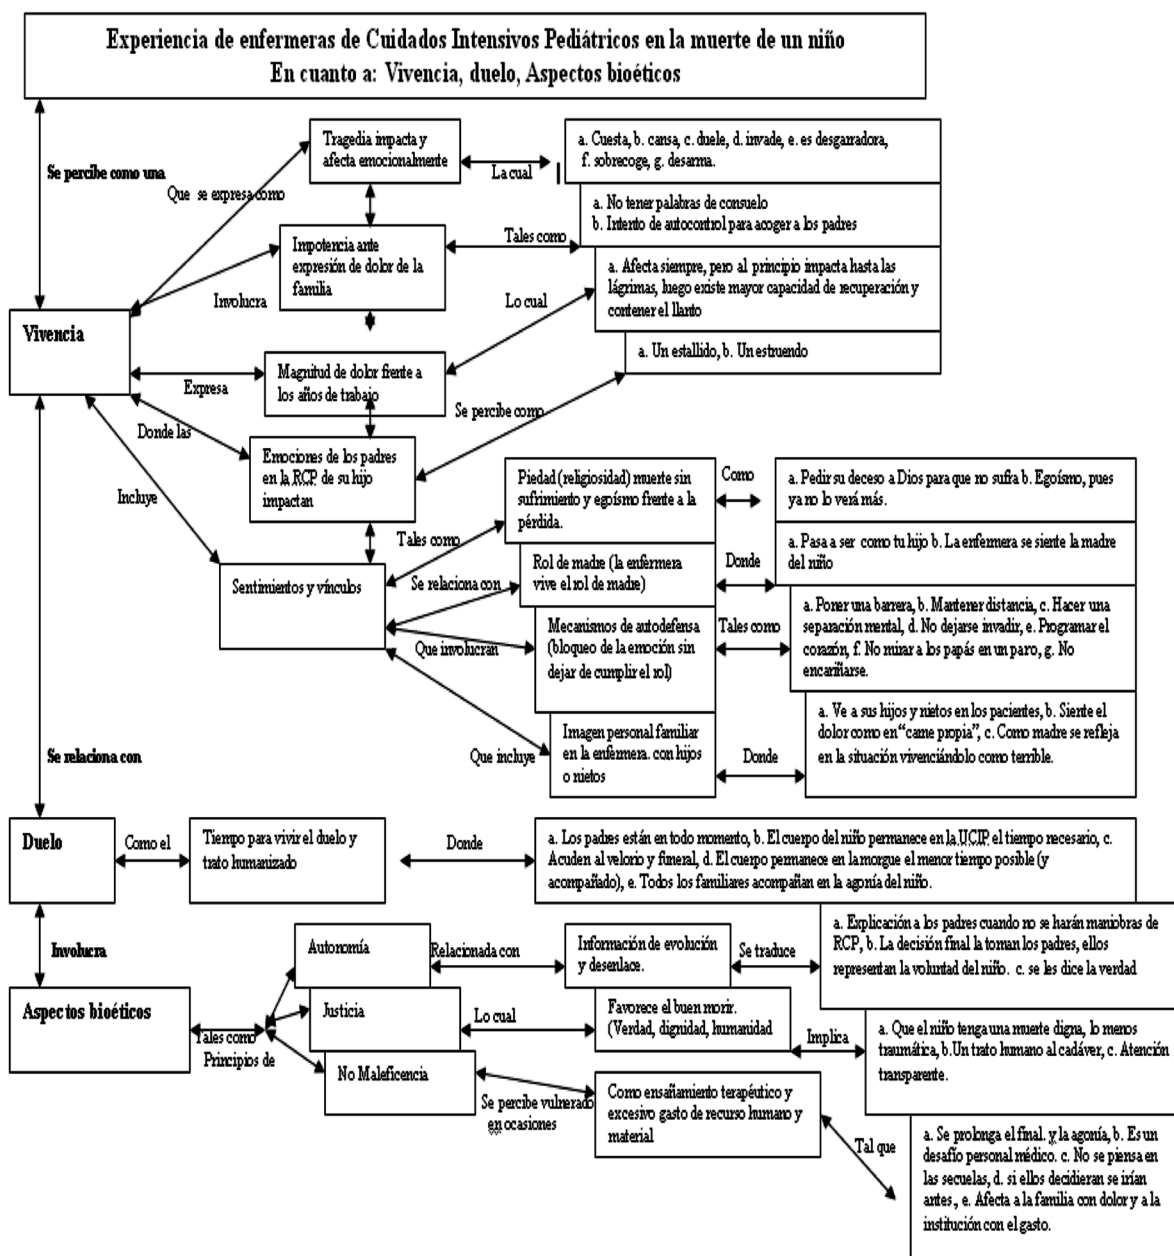 Experiencia de enfermeras de Cuidados Intensivos Pediátricos en la muerte de un niño
En cuanto a: Vivencia, duelo, Aspectos bioéticos
Se percibe como una
Vivencia
Que se expresa como
Tragedia impacta y
afecta emocionalmente
La cual
a. Cuesta, b. cansa, c. duele, d. invade, e. es desgarradora,
f. sobrecoge, g. desarma.
Involucra
Impotencia ante
expresión de dolor de la
familia
Tales como
a. No tener palabras de consuelo
b. Intento de autocontrol para acoger a los padres
Expresa
Magnitud de dolor frente a
los años de trabajo
Lo cual
a. Afecta siempre, pero al principio impacta hasta las
lágrimas, luego existe mayor capacidad de recuperación y
contener el llanto
Donde las
Emociones de los padres
en la RCP de su hijo
impactan
Se percibe como
a. Un estallido, b. Un estruendo
Incluye
Sentimientos y vínculos
Tales como
Piedad (religiosidad) muerte sin
sufrimiento y egoísmo frente a la
pérdida.
Como
a. Pedir su deceso a Dios para que no sufra b. Egoísmo, pues
ya no lo verá más.
Se relaciona con
Rol de madre (la enfermera
vive el rol de madre)
Donde
a. Pasa a ser como tu hijo b. La enfermera se siente la madre
del niño
Que involucran
Mecanismos de autodefensa
(bloqueo de la emoción sin
dejar de cumplir el rol)
Tales como
a. Poner una barrera, b. Mantener distancia, c. Hacer una
separación mental, d. No dejarse invadir, e. Programar el
corazón, f. No mirar a los papás en un paro, g. No
encariñarse.
Que incluye
Imagen personal familiar
en la enfermera. con hijos
o nietos
Donde
a. Ve a sus hijos y nietos en los pacientes, b. Siente el
dolor como en "carne propia", c. Como madre se refleja
en la situación vivenciándolo como terrible.
Se relaciona con
Duelo
Como el
Tiempo para vivir el duelo y
trato humanizado
Donde
a. Los padres están en todo momento, b. El cuerpo del niño permanece en la UCIP el tiempo necesario, c.
Acuden al velorio y funeral, d. El cuerpo permanece en la morgue el menor tiempo posible (y
acompañado), e. Todos los familiares acompañan en la agonía del niño.
Involucra
Aspectos bioéticos
Tales como
Principios de
Autonomía
Relacionada con
Información de evolución
y desenlace.
Se traduce
a. Explicación a los padres cuando no se harán maniobras de
RCP, b. La decisión final la toman los padres, ellos
representan la voluntad del niño. c. se les dice la verdad
Justicia
Lo cual
Favorece el buen morir.
(Verdad, dignidad, humanidad
Implica
a. Que el niño tenga una muerte digna, lo menos
traumática, b.Un trato humano al cadáver, c. Atención
transparente.
No Maleficencia
Se percibe vulnerado
en ocasiones
Como ensañamiento terapéutico y
excesivo gasto de recurso humano y
material
Tal que
a. Se prolonga el final. y la agonía, b. Es un
desafío personal médico. c. No se piensa en
las secuelas, d. si ellos decidieran se irían
antes., e. Afecta a la familia con dolor y a la
institución con el gasto.